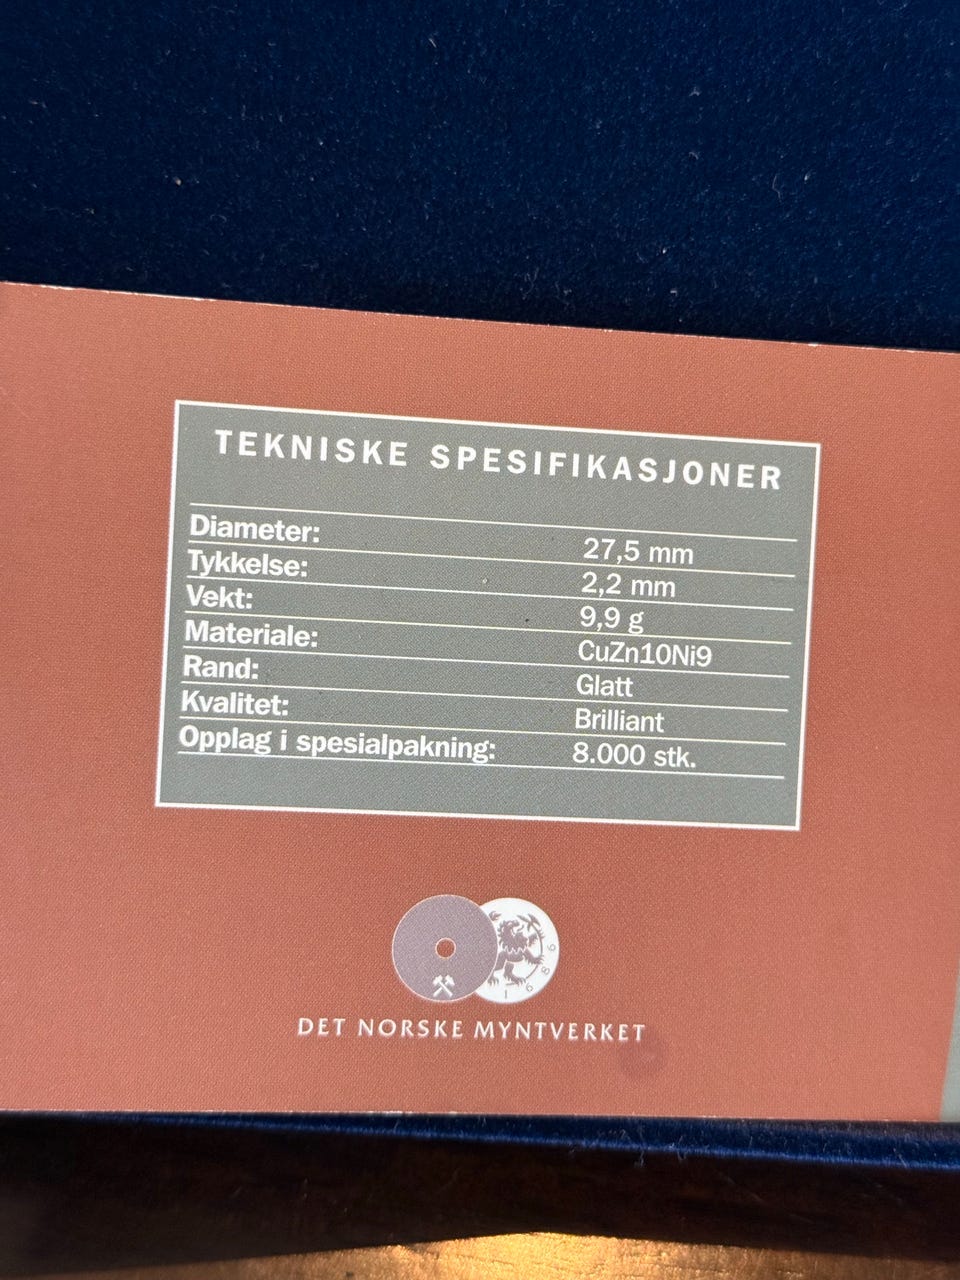 TEKNISKE SPESIFIKASJONER
Diameter: 27,5 mm
Tykkelse: 2,2 mm
Vekt: 9,9 g
Materiale: CuZn10Ni9
Rand: Glatt
Kvalitet: Brilliant
Opplag i spesialpakning: 8.000 stk.
1686
DET NORSKE MYNTVERKET